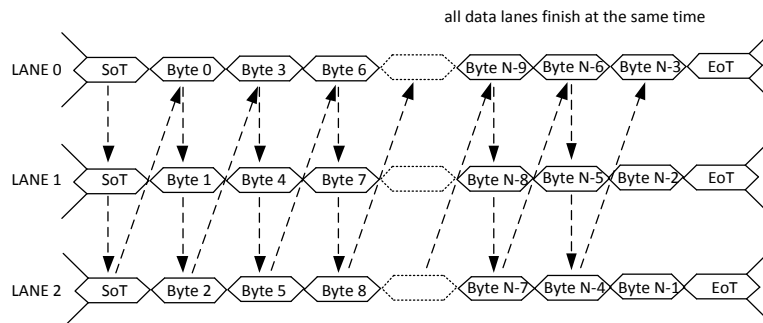 all data lanes finish at the same time
LANE 0 SoT Byte 0 Byte 3 Byte 6 Byte N-9 Byte N-6 Byte N-3 EoT
LANE 1 SoT Byte 1 Byte 4 Byte 7 Byte N-8 Byte N-5 Byte N-2 EoT
LANE 2 SoT Byte 2 Byte 5 Byte 8 Byte N-7 Byte N-4 Byte N-1 EoT